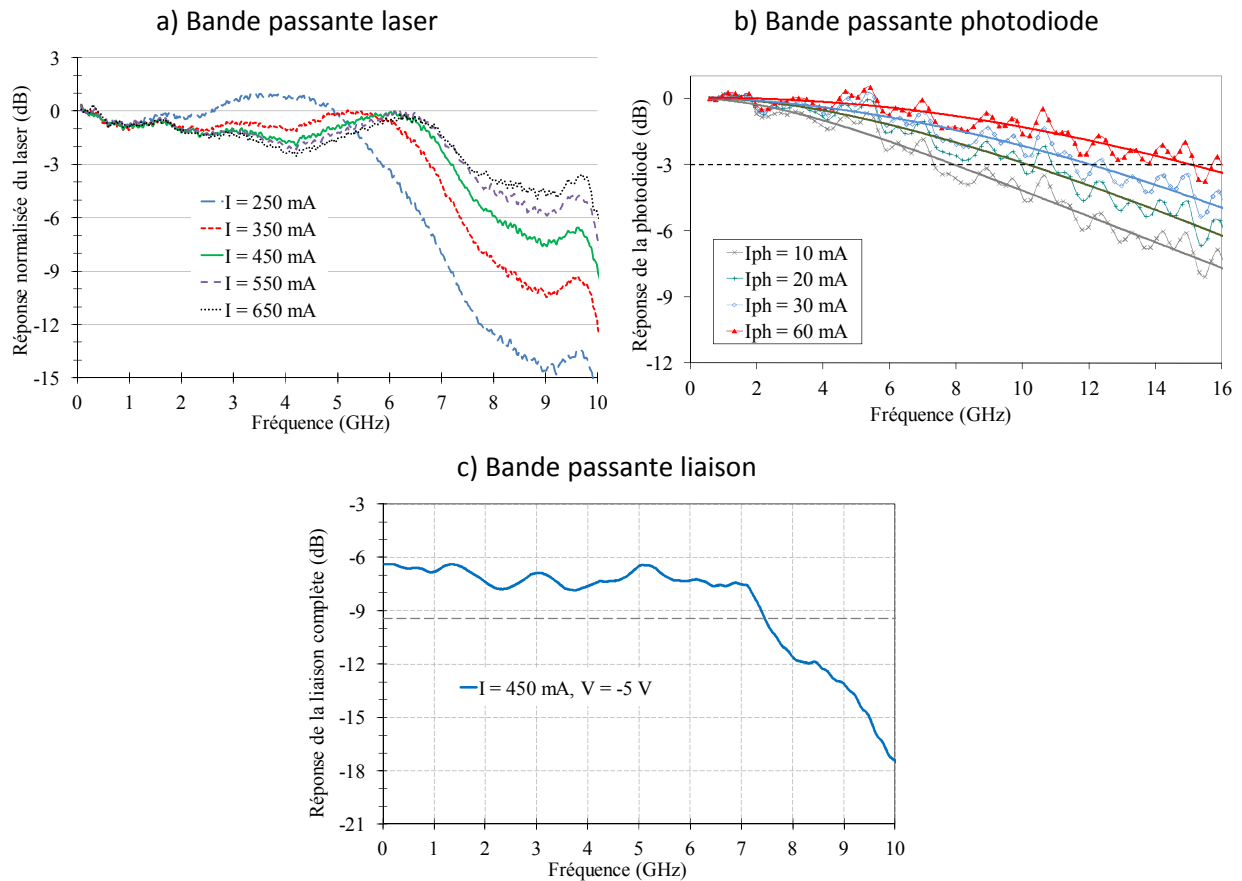 a) Bande passante laser
Réponse normalisée du laser (dB)
3
0
-3
-6
-9
-12
-15
I = 250 mA
I = 350 mA
I = 450 mA
I = 550 mA
I = 650 mA
0 1 2 3 4 5 6 7 8 9 10
Fréquence (GHz)
b) Bande passante photodiode
Réponse de la photodiode (dB)
0
-3
-6
-9
-12
Iph = 10 mA
Iph = 20 mA
Iph = 30 mA
Iph = 60 mA
0 2 4 6 8 10 12 14 16
Fréquence (GHz)
c) Bande passante liaison
Réponse de la liaison complète (dB)
-3
-6
-9
-12
-15
-18
-21
I = 450 mA, V = -5 V
0 1 2 3 4 5 6 7 8 9 10
Fréquence (GHz)